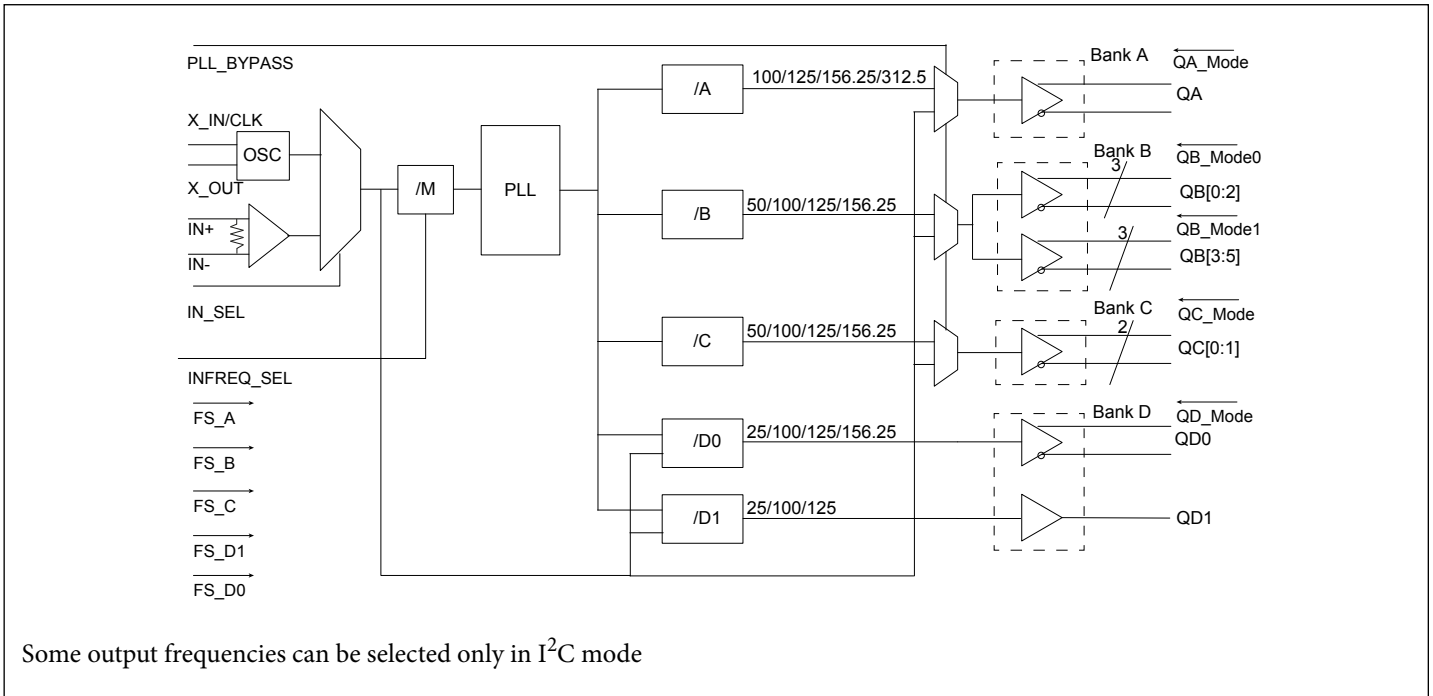 PLL_BYPASS
X_IN/CLK
OSC
X_OUT
IN+
IN-
IN_SEL
INFREQ_SEL
FS_A
FS_B
FS_C
FS_D1
FS_D0
/M
PLL
/A
100/125/156.25/312.5
/B
50/100/125/156.25
/C
50/100/125/156.25
/D0
25/100/125/156.25
/D1
25/100/125
Bank A
QA_Mode
QA
Bank B
3
QB_Mode0
QB[0:2]
QB_Mode1
3
QB[3:5]
Bank C
2
QC_Mode
QC[0:1]
Bank D
QD_Mode
QD0
QD1
Some output frequencies can be selected only in I²C mode